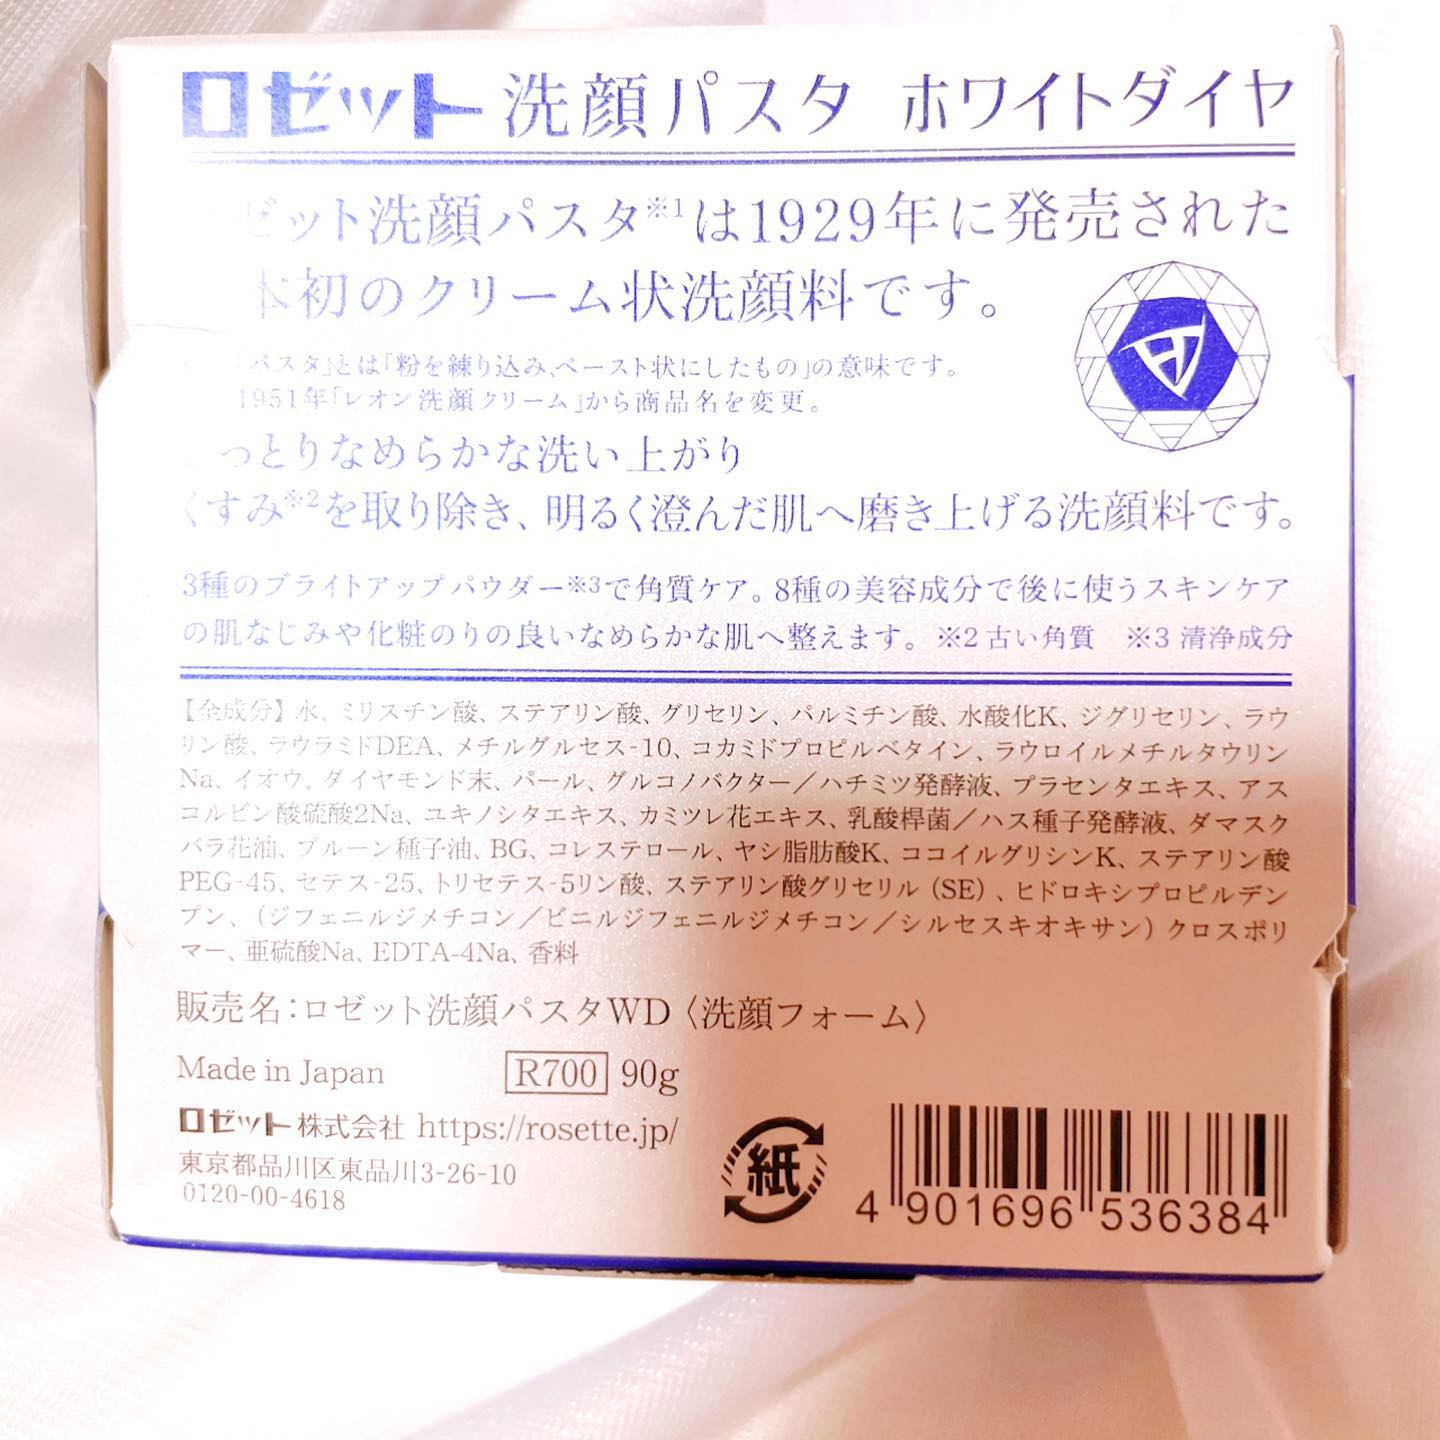 ロゼット 洗顔パスタ ホワイトダイヤ
ゼット洗顔パスタ※1は1929年に発売された
本初のクリーム状洗顔料です。
「パスタ」とは「粉を練り込み、ペースト状にしたもの」の意味です。
1951年「レオン洗顔クリーム」から商品名を変更。
っとりなめらかな洗い上がり
くすみ※2を取り除き、明るく澄んだ肌へ磨き上げる洗顔料です。
3種のブライトアップパウダー※3で角質ケア。8種の美容成分で後に使うスキンケア
の肌なじみや化粧のりの良いなめらかな肌へ整えます。※2 古い角質 ※3 清浄成分
【全成分】水、ミリスチン酸、ステアリン酸、グリセリン、パルミチン酸、水酸化K、ジグリセリン、ラウ
リン酸、ラウラミドDEA、メチルグルセス-10、コカミドプロピルベタイン、ラウロイルメチルタウリン
Na、イオウ、ダイヤモンド末、パール、グルコノバクター／ハチミツ発酵液、プラセンタエキス、アス
コルビン酸硫酸2Na、ユキノシタエキス、カミツレ花エキス、乳酸桿菌／ハス種子発酵液、ダマスク
バラ花油、プルーン種子油、BG、コレステロール、ヤシ脂肪酸K、ココイルグリシンK、ステアリン酸
PEG-45、セテス-25、トリセテス-5リン酸、ステアリン酸グリセリル（SE）、ヒドロキシプロピルデン
プン、（ジフェニルジメチコン／ビニルジフェニルジメチコン／シルセスキオキサン）クロスポリ
マー、亜硫酸Na、EDTA-4Na、香料
販売名：ロゼット洗顔パスタWD〈洗顔フォーム〉
Made in Japan R700 90g
ロゼット株式会社 https://rosette.jp/
東京都品川区東品川3-26-10
0120-00-4618
紙
4 901696 536384